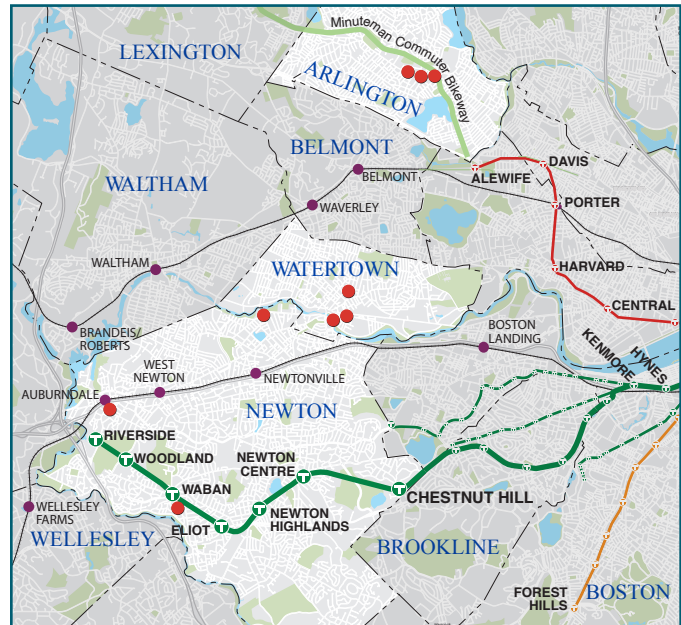 Minuteman Commuter Bikeway
LEXINGTON
ARLINGTON
BELMONT
DAVIS
ALEWIFE
BELMONT
WALTHAM
PORTER
WAVERLEY
WALTHAM
WATERTOWN
HARVARD
CENTRAL
BRANDEIS/
ROBERTS
BOSTON
LANDING
KENMORE
HYNES
WEST
NEWTON
NEWTONVILLE
AUBURNDALE
NEWTON
RIVERSIDE
WOODLAND
NEWTON
CENTRE
WABAN
CHESTNUT HILL
WELLESLEY
FARMS
ELIOT
NEWTON
HIGHLANDS
WELLESLEY
BROOKLINE
FOREST
HILLS
BOSTON